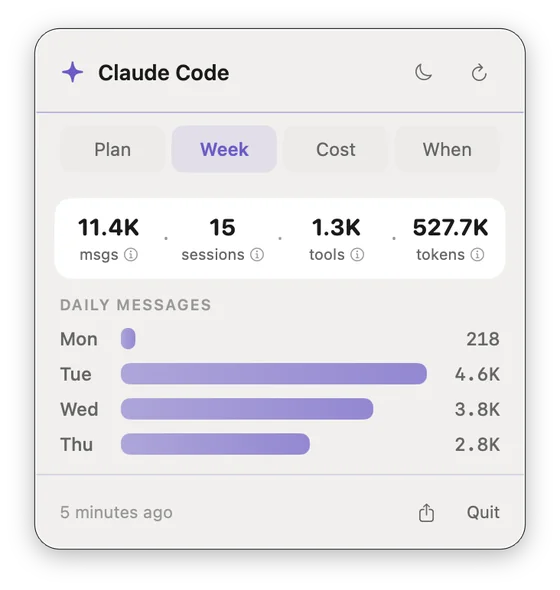 Claude Code
Plan Week Cost When
11.4K · 15 · 1.3K · 527.7K
msgs sessions tools tokens
DAILY MESSAGES
Mon 218
Tue 4.6K
Wed 3.8K
Thu 2.8K
5 minutes ago Quit